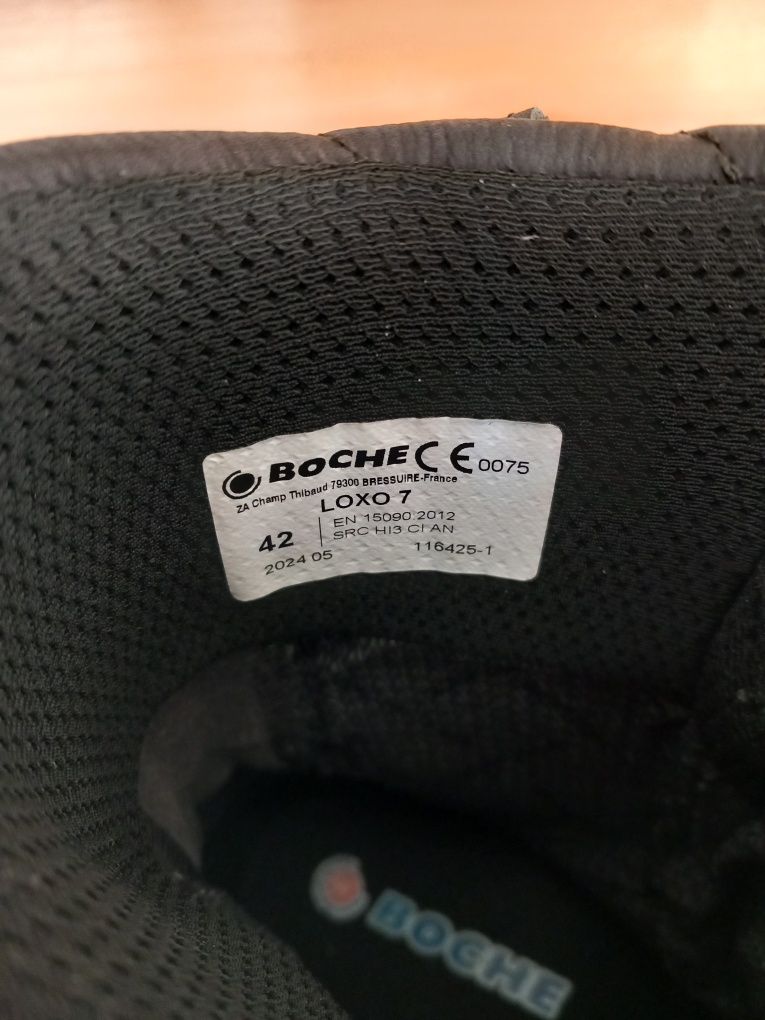 BOCHE CE 0075
ZA Champ Thibaud 79300 BRESSUIRE-France
LOXO 7
42
EN 15090:2012
SRC HI3 CI AN
2024 05
116425-1
BOCHE